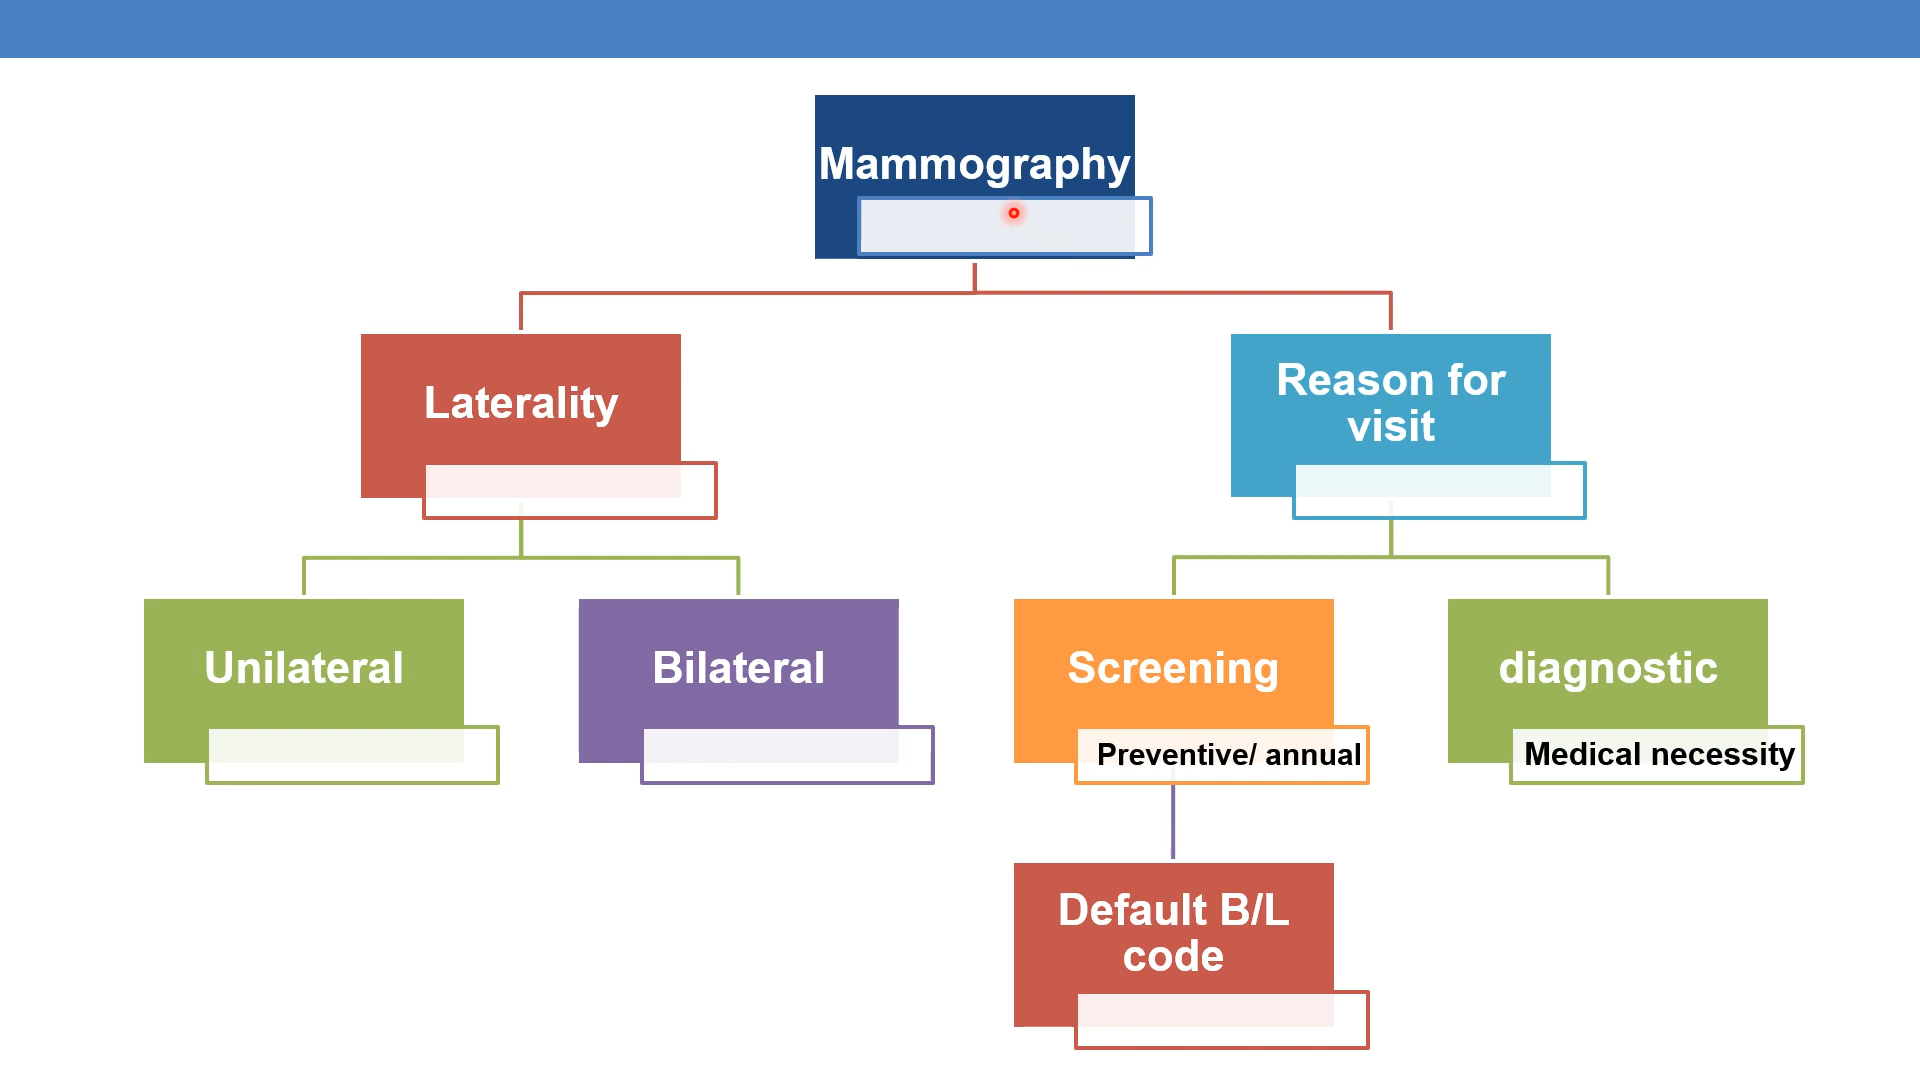 Mammography
Laterality
Reason for
visit
Unilateral
Bilateral
Screening
Preventive/ annual
diagnostic
Medical necessity
Default B/L
code